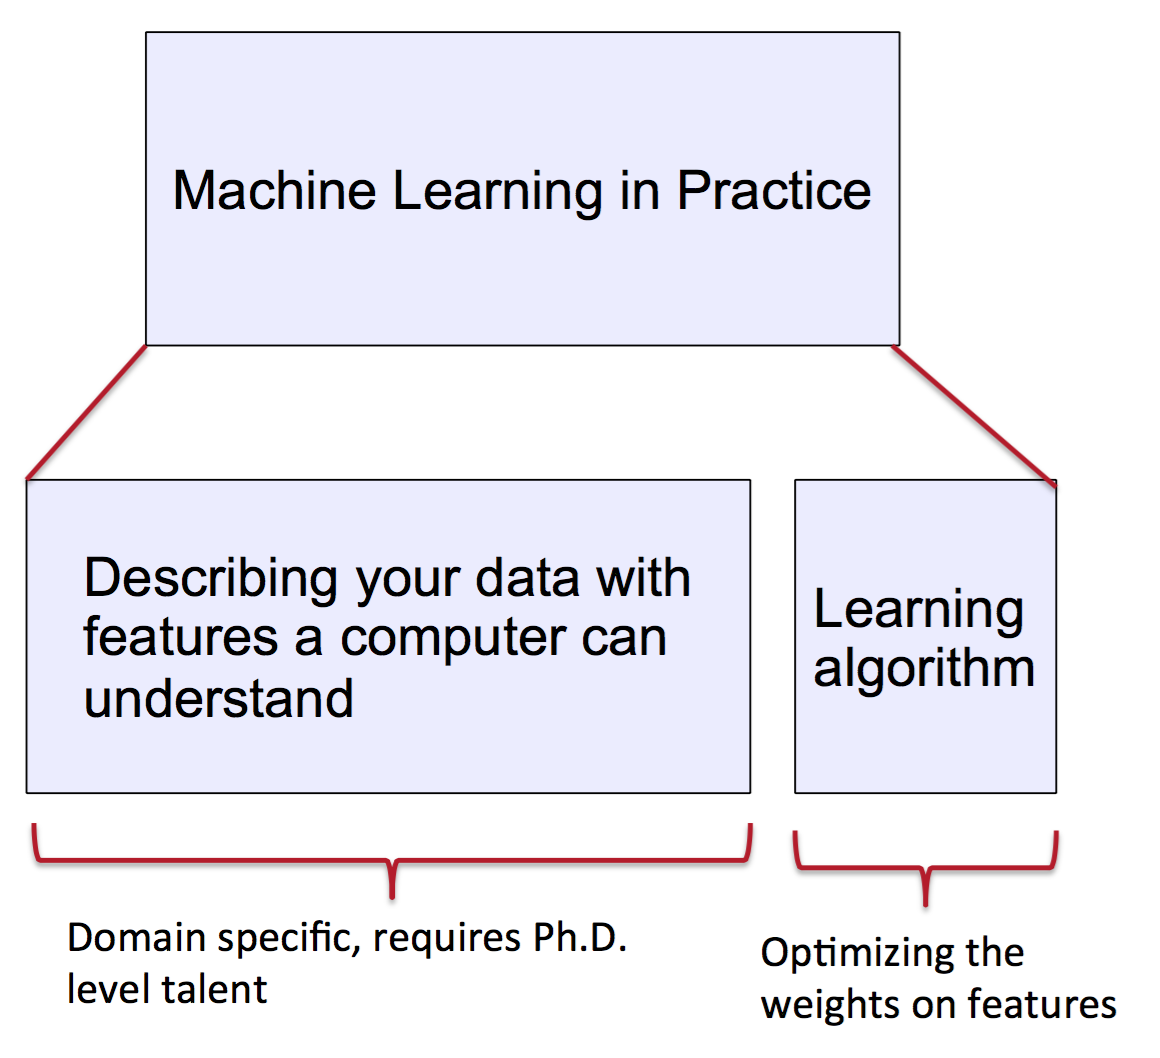 Machine Learning in Practice
Describing your data with
features a computer can
understand
Learning
algorithm
Domain specific, requires Ph.D.
level talent
Optimizing the
weights on features